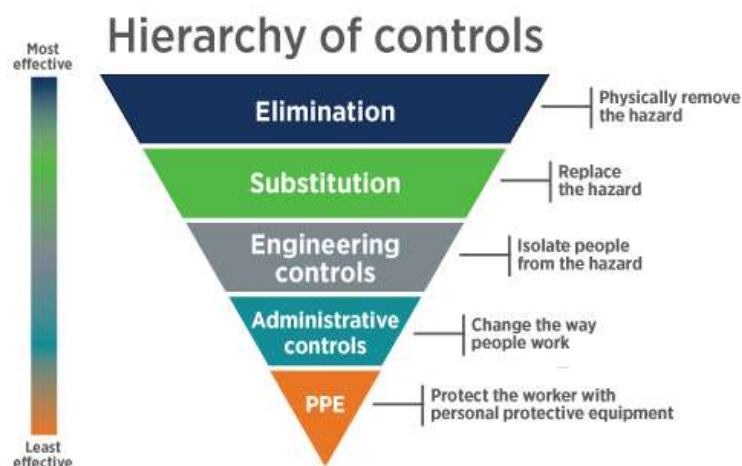 Hierarchy of controls
Most
effective
Elimination
Physically remove
the hazard
Substitution
Replace
the hazard
Engineering
controls
Isolate people
from the hazard
Administrative
controls
Change the way
people work
PPE
Protect the worker with
personal protective equipment
Least
effective